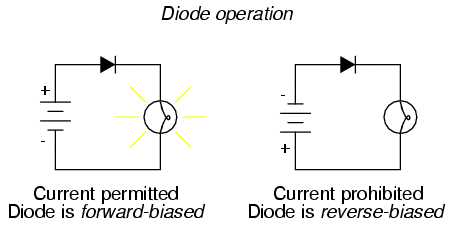 Diode operation
+
-
Current permitted
Diode is forward-biased
-
+
Current prohibited
Diode is reverse-biased